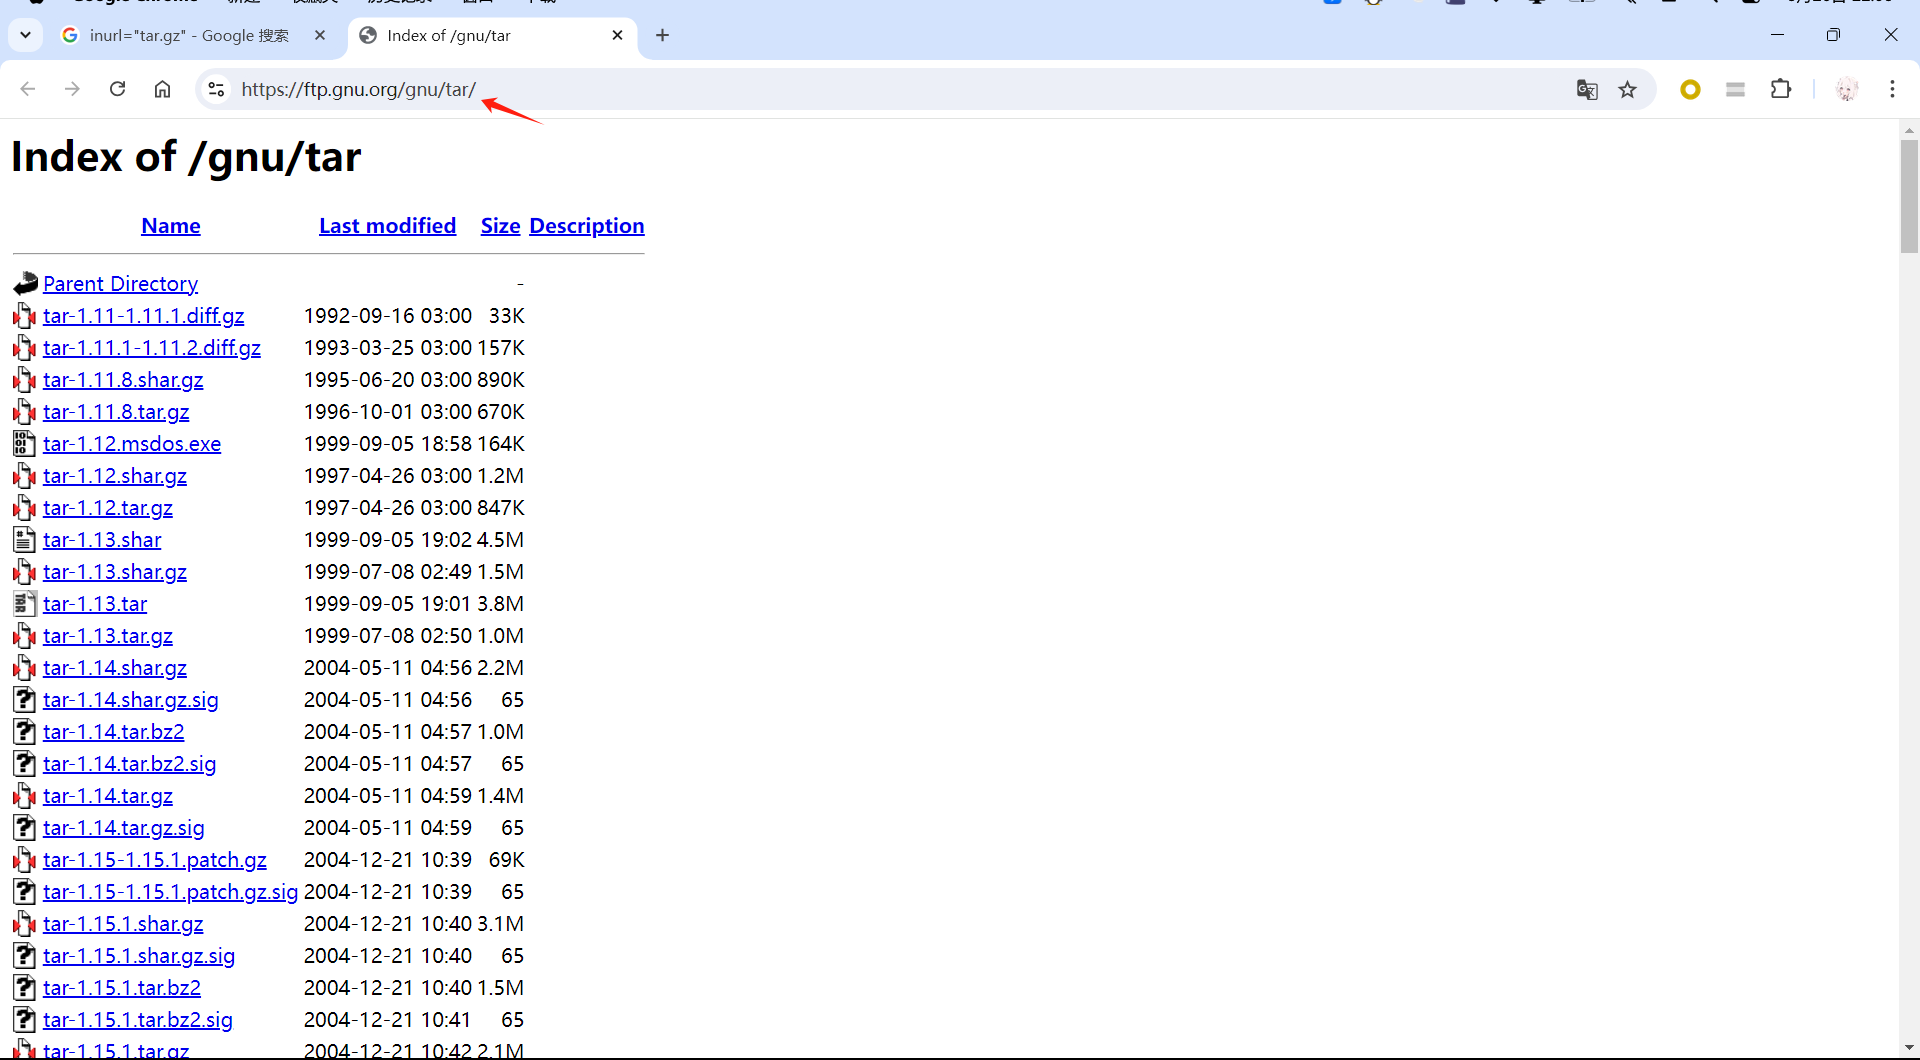 inurl="tar.gz" - Google 搜索
Index of /gnu/tar
https://ftp.gnu.org/gnu/tar/
Index of /gnu/tar
Name Last modified Size Description
Parent Directory -
tar-1.11-1.11.1.diff.gz 1992-09-16 03:00 33K
tar-1.11.1-1.11.2.diff.gz 1993-03-25 03:00 157K
tar-1.11.8.shar.gz 1995-06-20 03:00 890K
tar-1.11.8.tar.gz 1996-10-01 03:00 670K
tar-1.12.msdos.exe 1999-09-05 18:58 164K
tar-1.12.shar.gz 1997-04-26 03:00 1.2M
tar-1.12.tar.gz 1997-04-26 03:00 847K
tar-1.13.shar 1999-09-05 19:02 4.5M
tar-1.13.shar.gz 1999-07-08 02:49 1.5M
tar-1.13.tar 1999-09-05 19:01 3.8M
tar-1.13.tar.gz 1999-07-08 02:50 1.0M
tar-1.14.shar.gz 2004-05-11 04:56 2.2M
tar-1.14.shar.gz.sig 2004-05-11 04:56 65
tar-1.14.tar.bz2 2004-05-11 04:57 1.0M
tar-1.14.tar.bz2.sig 2004-05-11 04:57 65
tar-1.14.tar.gz 2004-05-11 04:59 1.4M
tar-1.14.tar.gz.sig 2004-05-11 04:59 65
tar-1.15-1.15.1.patch.gz 2004-12-21 10:39 69K
tar-1.15-1.15.1.patch.gz.sig 2004-12-21 10:39 65
tar-1.15.1.shar.gz 2004-12-21 10:40 3.1M
tar-1.15.1.shar.gz.sig 2004-12-21 10:40 65
tar-1.15.1.tar.bz2 2004-12-21 10:40 1.5M
tar-1.15.1.tar.bz2.sig 2004-12-21 10:41 65
tar-1.15.1.tar.gz 2004-12-21 10:42 2.1M